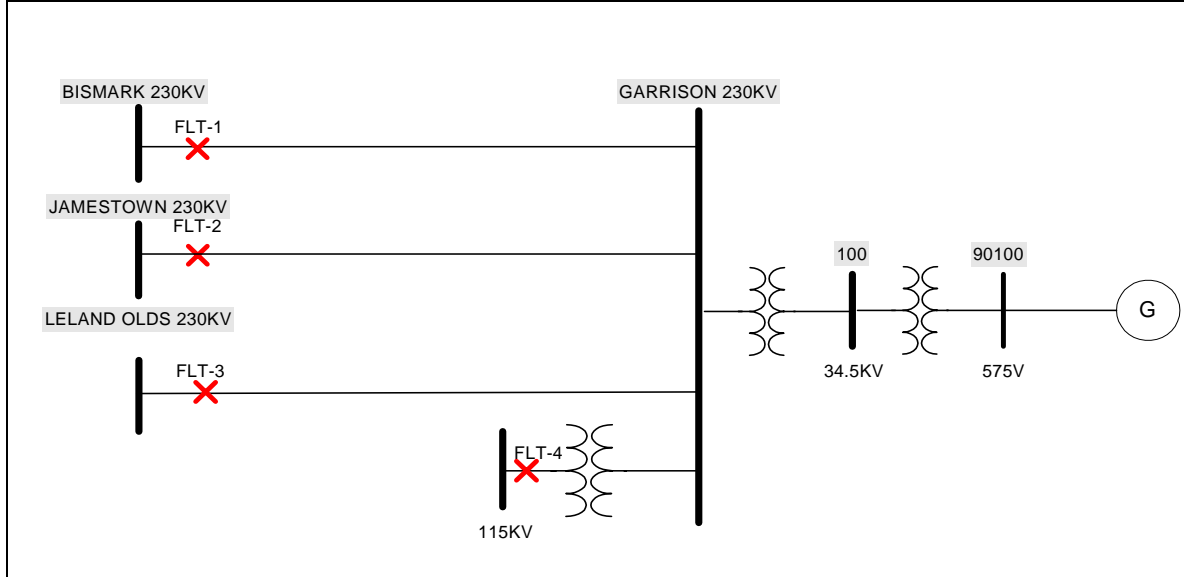 BISMARK 230KV
GARRISON 230KV
FLT-1
JAMESTOWN 230KV
FLT-2
100
90100
G
LELAND OLDS 230KV
FLT-3
34.5KV
575V
FLT-4
115KV